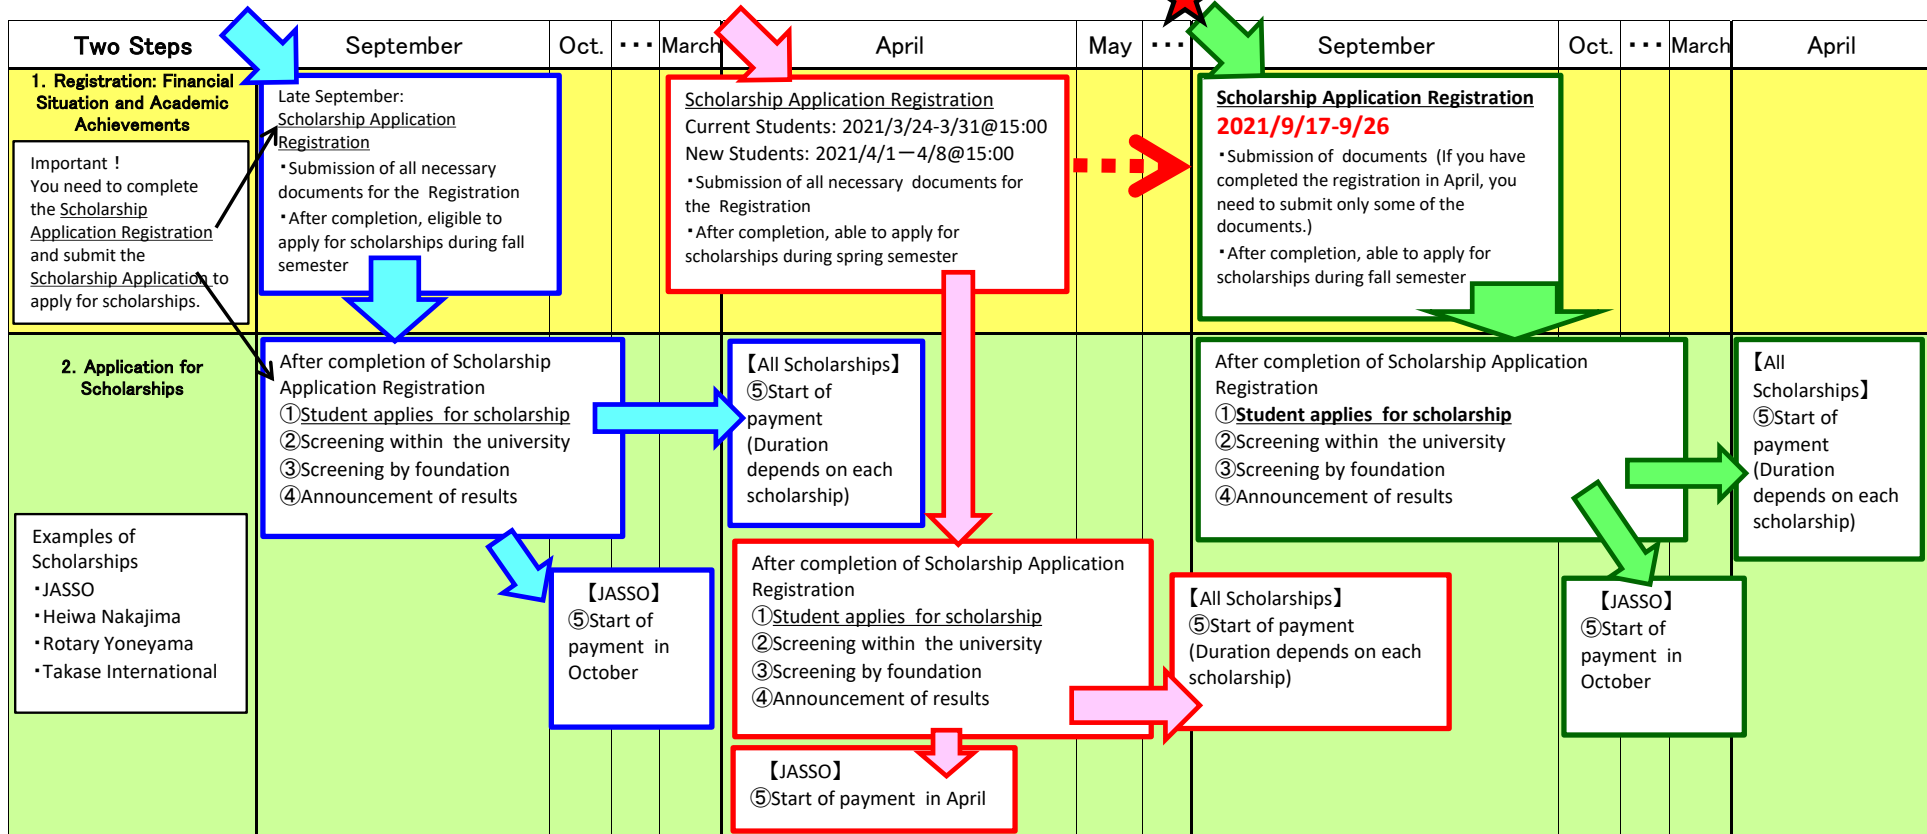 Two Steps
September
Oct.
･･･
March
April
May
･･･
September
Oct.
･･･
March
April
1. Registration: Financial
Situation and Academic
Achievements
Important！
You need to complete
the Scholarship
Application Registration
and submit the
Scholarship Application to
apply for scholarships.
Late September:
Scholarship Application
Registration
･Submission of all necessary
documents for the Registration
･After completion, eligible to
apply for scholarships during fall
semester
Scholarship Application Registration
Current Students: 2021/3/24-3/31@15:00
New Students: 2021/4/1－4/8@15:00
･Submission of all necessary documents for
the Registration
･After completion, able to apply for
scholarships during spring semester
Scholarship Application Registration
2021/9/17-9/26
･Submission of documents (If you have
completed the registration in April, you
need to submit only some of the
documents.)
･After completion, able to apply for
scholarships during fall semester
2. Application for
Scholarships
Examples of
Scholarships
･JASSO
･Heiwa Nakajima
･Rotary Yoneyama
･Takase International
After completion of Scholarship
Application Registration
①Student applies for scholarship
②Screening within the university
③Screening by foundation
④Announcement of results
【All Scholarships】
⑤Start of
payment
(Duration
depends on each
scholarship)
【JASSO】
⑤Start of
payment in
October
After completion of Scholarship Application
Registration
①Student applies for scholarship
②Screening within the university
③Screening by foundation
④Announcement of results
【All Scholarships】
⑤Start of payment
(Duration depends on each
scholarship)
【JASSO】
⑤Start of payment in April
After completion of Scholarship Application
Registration
①Student applies for scholarship
②Screening within the university
③Screening by foundation
④Announcement of results
【All
Scholarships】
⑤Start of
payment
(Duration
depends on each
scholarship)
【JASSO】
⑤Start of
payment in
October